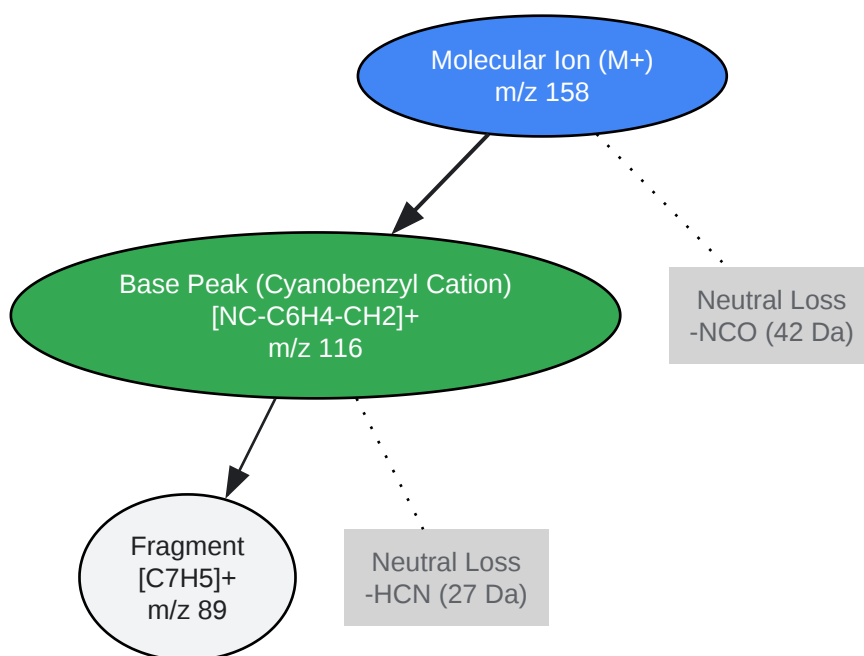 Molecular Ion (M+)
m/z 158
Base Peak (Cyanobenzyl Cation)
[NC-C6H4-CH2]+
m/z 116
Neutral Loss
-NCO (42 Da)
Fragment
[C7H5]+
m/z 89
Neutral Loss
-HCN (27 Da)